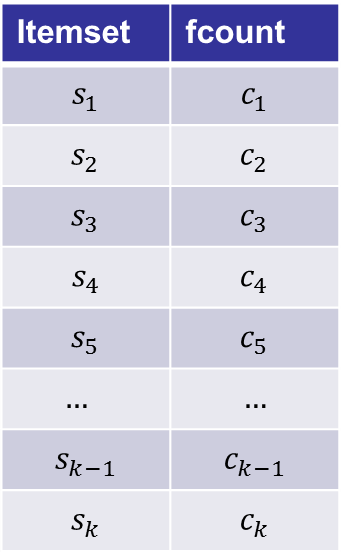 Itemset fcount
s₁ c₁
s₂ c₂
s₃ c₃
s₄ c₄
s₅ c₅
... ...
sₖ₋₁ cₖ₋₁
sₖ cₖ